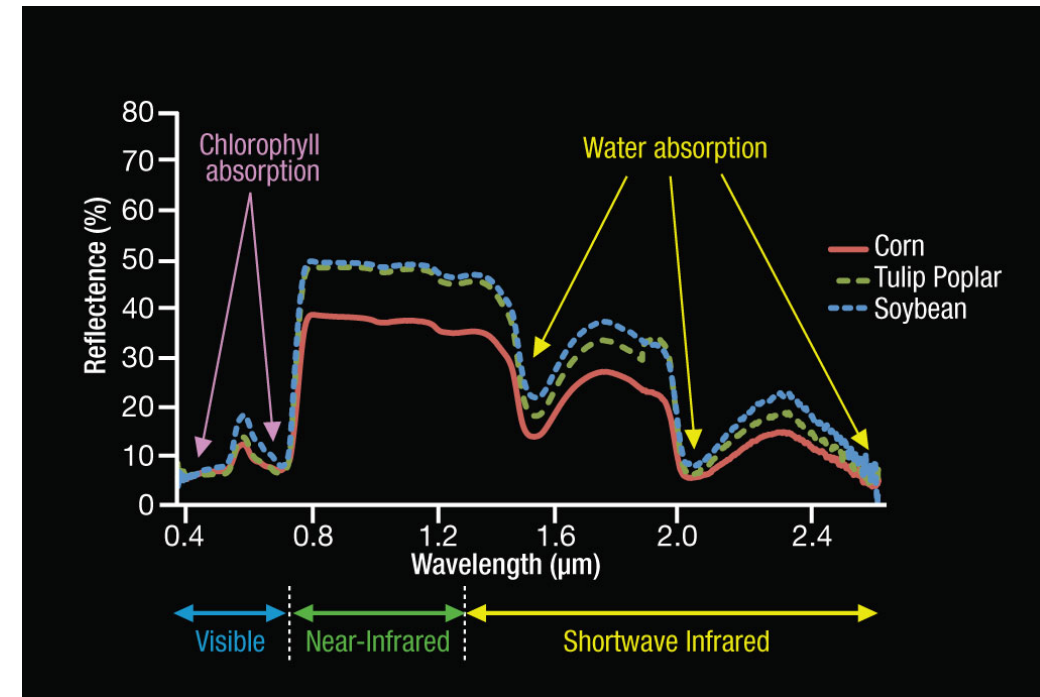 80
70
60
50
40
30
20
10
0
Reflectence (%)
Chlorophyll
absorption
Water absorption
Corn
Tulip Poplar
Soybean
0.4 0.8 1.2 1.6 2.0 2.4
Wavelength (µm)
Visible Near-Infrared Shortwave Infrared